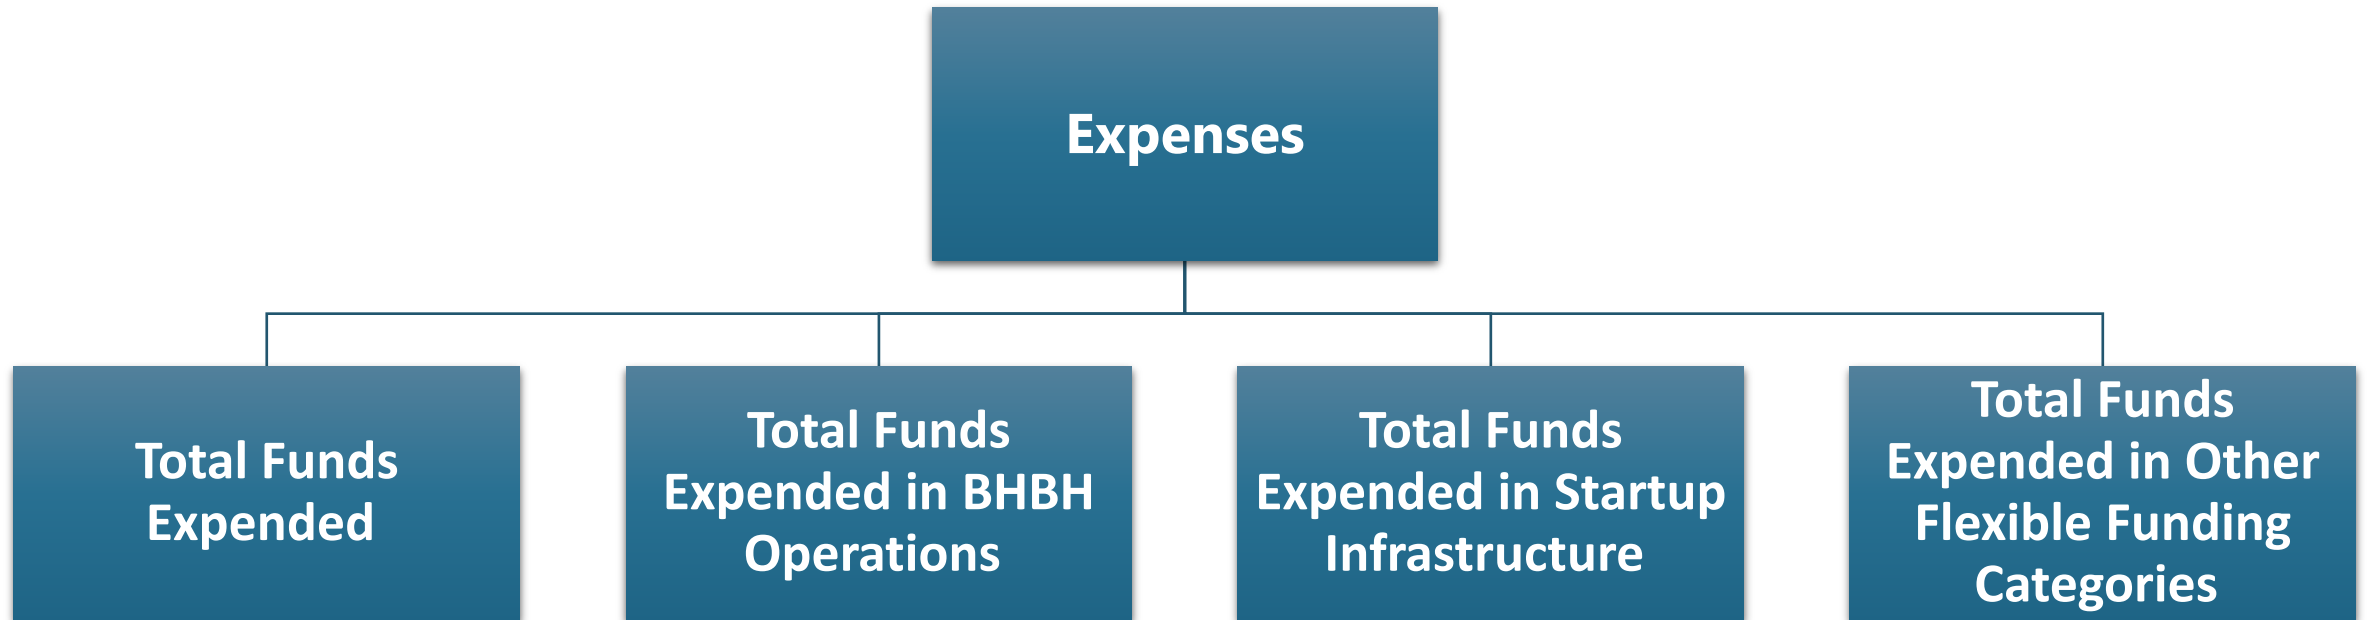 Expenses
Total Funds
Expended
Total Funds
Expended in BHBH
Operations
Total Funds
Expended in Startup
Infrastructure
Total Funds
Expended in Other
Flexible Funding
Categories